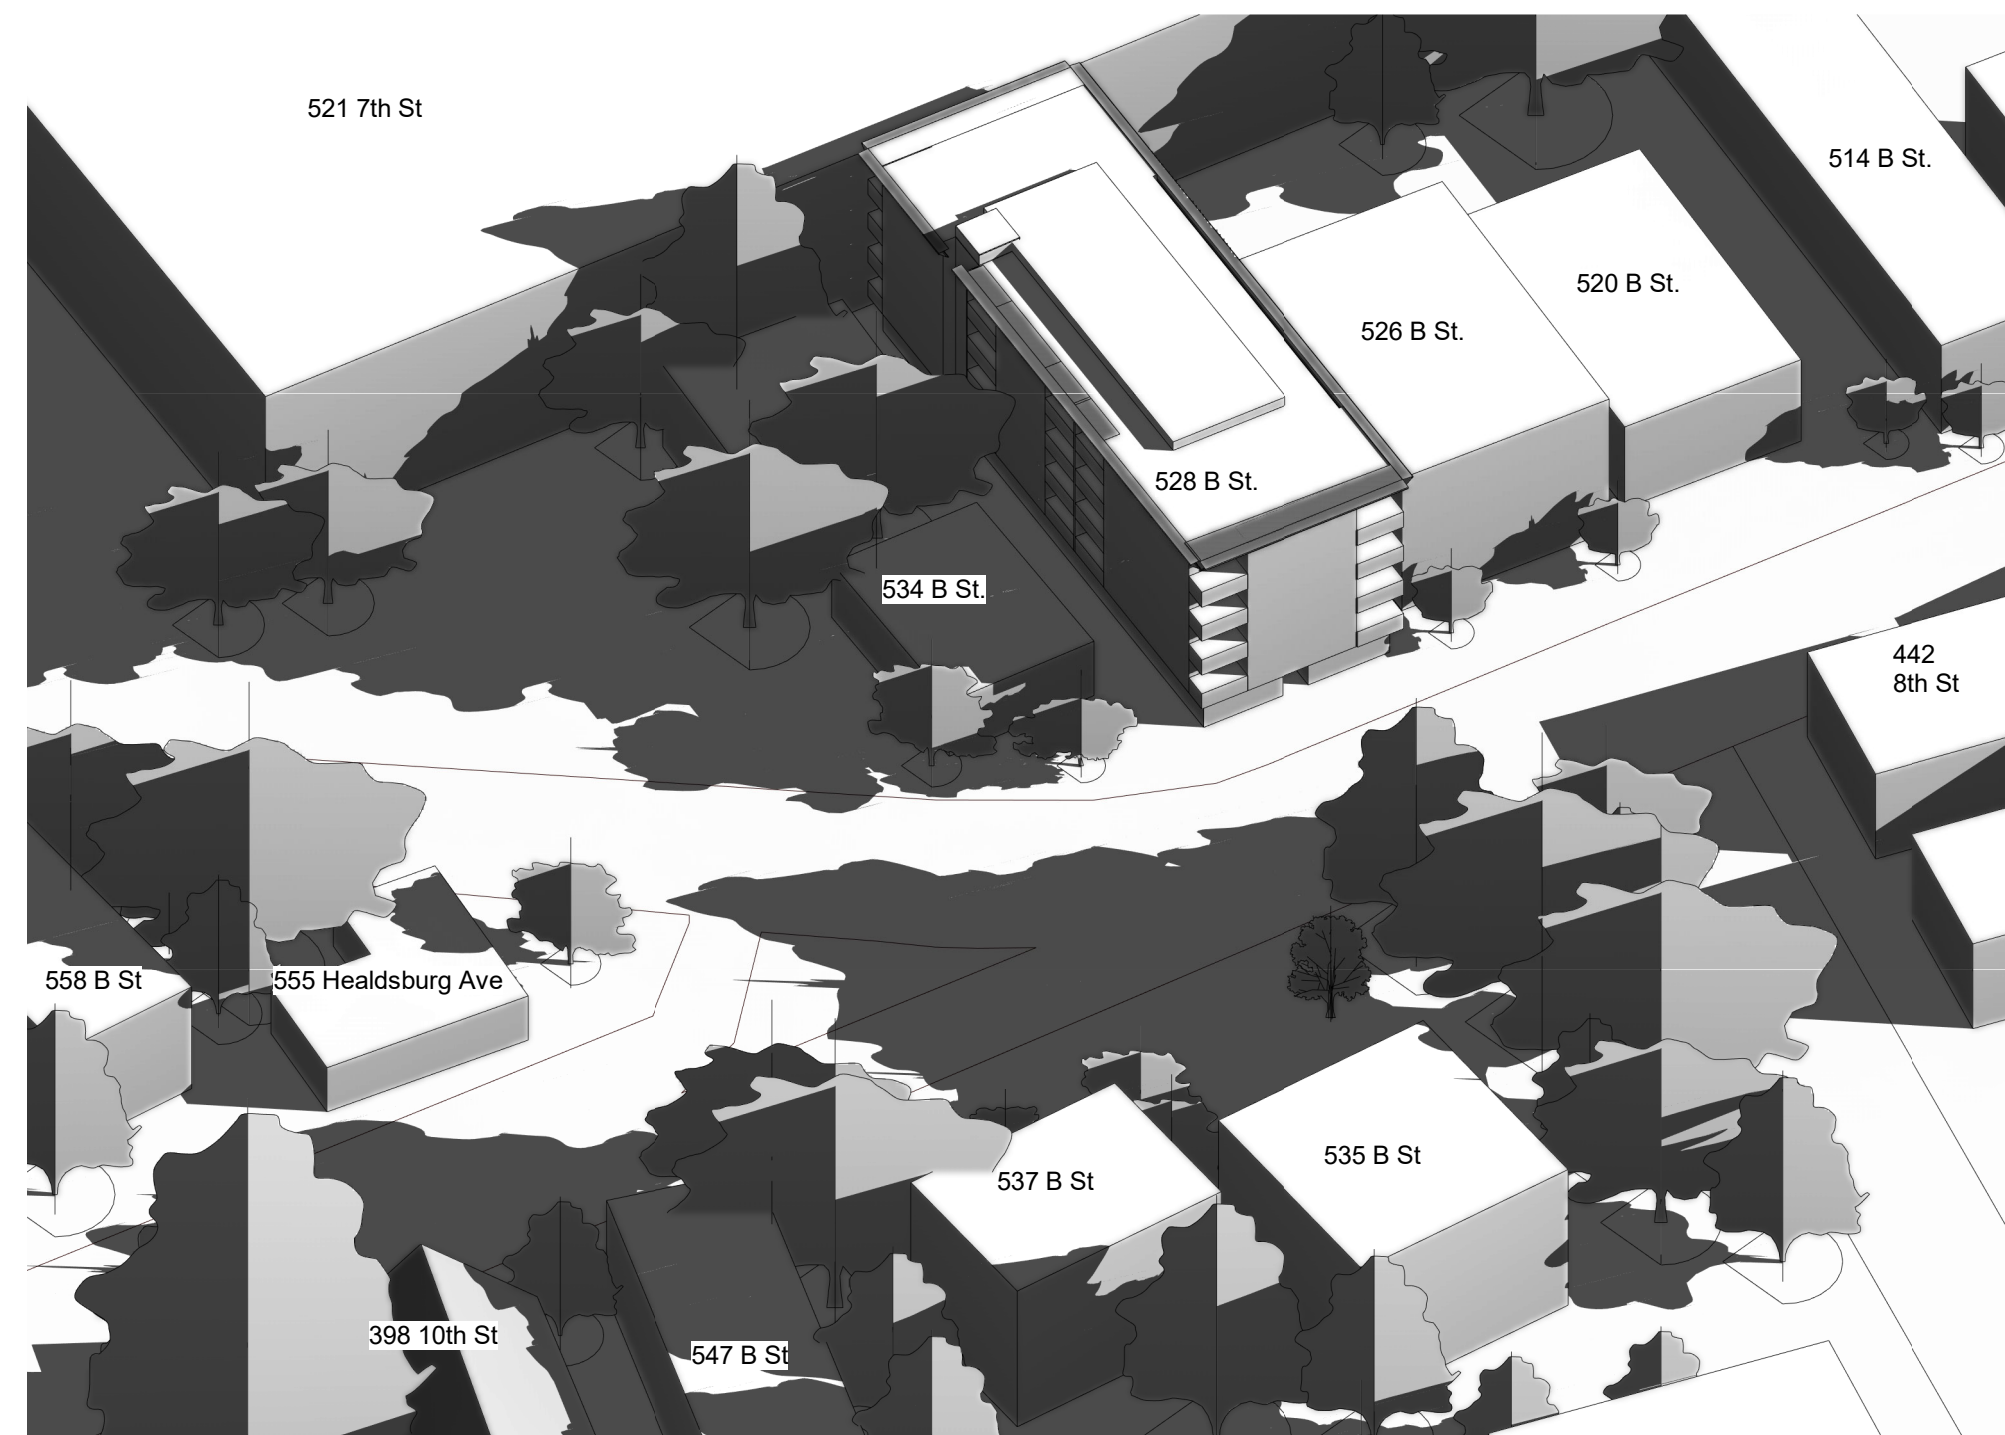 521 7th St
514 B St.
520 B St.
526 B St.
528 B St.
534 B St.
442
8th St
558 B St
555 Healdsburg Ave
535 B St
537 B St
398 10th St
547 B St